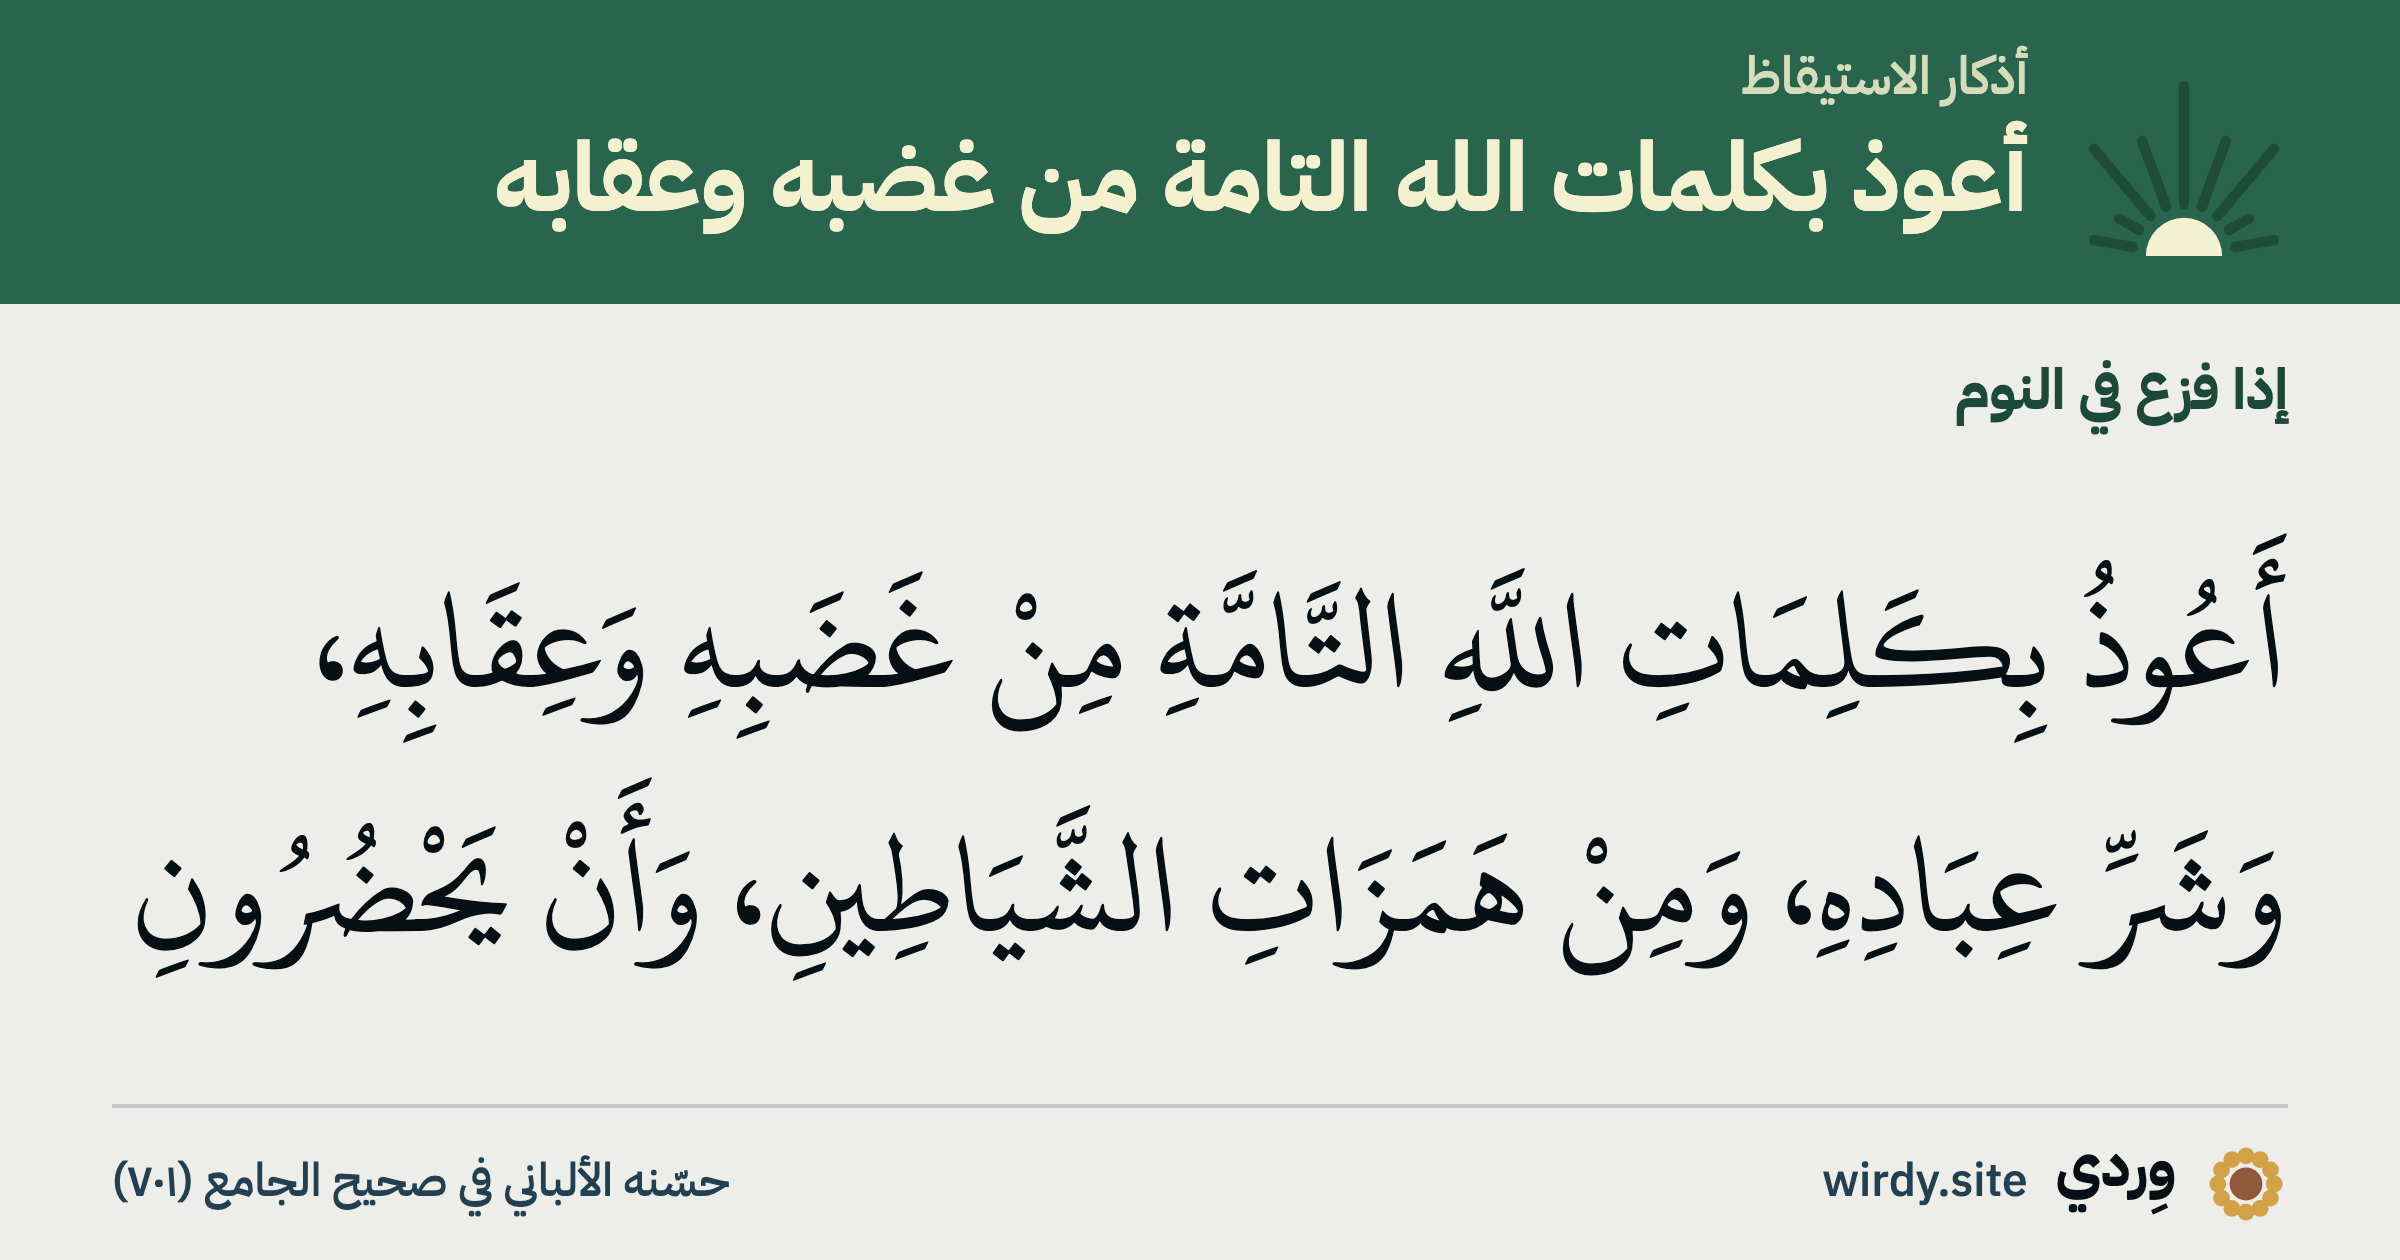 أذكار الاستيقاظ
أعوذ بكلمات الله التامة من غضبه وعقابه
إذا فزع في النوم
أَعُوذُ بِكَلِمَاتِ اللَّهِ التَّامَّةِ مِنْ غَضَبِهِ وَعِقَابِهِ،
وَشَرِّ عِبَادِهِ، وَمِنْ هَمَزَاتِ الشَّيَاطِينِ، وَأَنْ يَحْضُرُونِ
وِردي wirdy.site
حسّنه الألباني في صحيح الجامع (٧٠١)